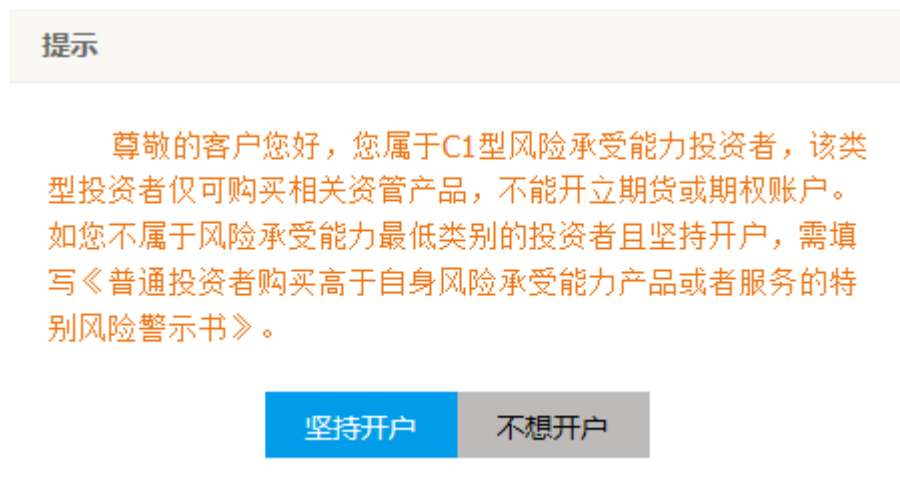 提示
尊敬的客户您好，您属于C1型风险承受能力投资者，该类
型投资者仅可购买相关资管产品，不能开立期货或期权账户。
如您不属于风险承受能力最低类别的投资者且坚持开户，需填
写《普通投资者购买高于自身风险承受能力产品或者服务的特
别风险警示书》。
坚持开户 不想开户